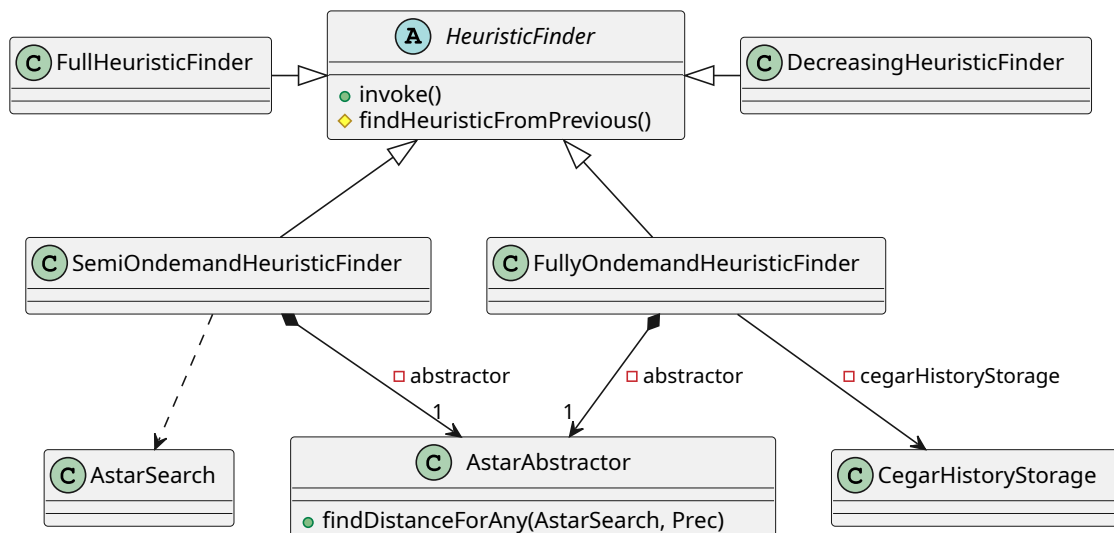 C FullHeuristicFinder
A HeuristicFinder
invoke()
findHeuristicFromPrevious()
C DecreasingHeuristicFinder
C SemiOndemandHeuristicFinder
C FullyOndemandHeuristicFinder
abstractor
1
abstractor
1
cegarHistoryStorage
C AstarSearch
C AstarAbstractor
findDistanceForAny(AstarSearch, Prec)
C CegarHistoryStorage